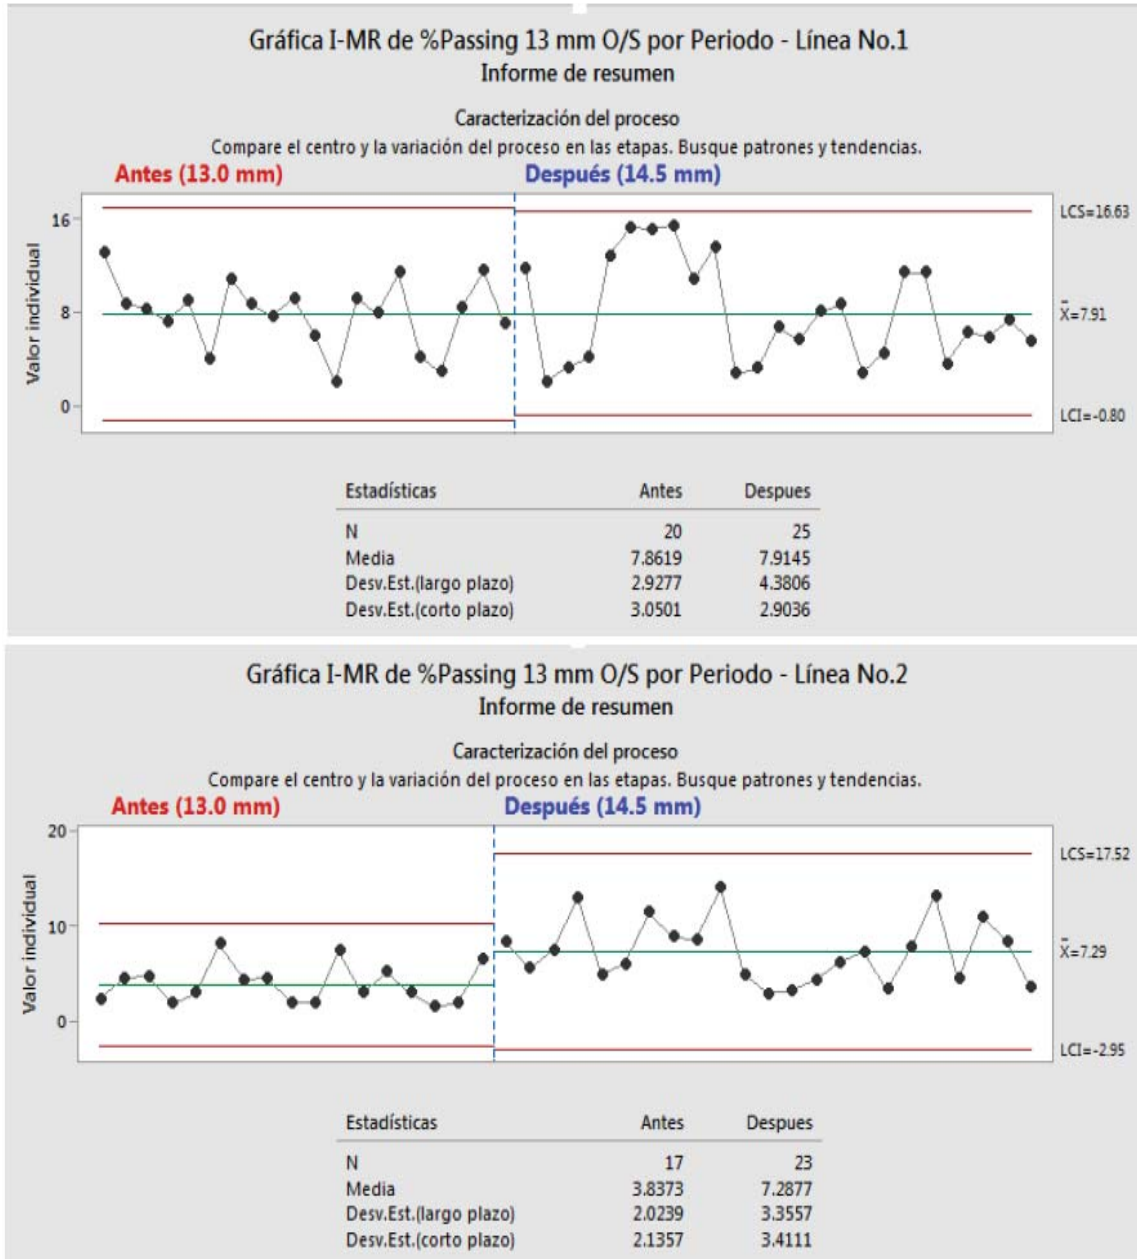 Gráfica I-MR de %Passing 13 mm O/S por Periodo - Línea No.1
Informe de resumen
Caracterización del proceso
Compare el centro y la variación del proceso en las etapas. Busque patrones y tendencias.
Antes (13.0 mm) Después (14.5 mm)
Valor individual
16
8
0
LCS=16.63
X̄=7.91
LCI=-0.80
Estadísticas Antes Despues
N 20 25
Media 7.8619 7.9145
Desv.Est.(largo plazo) 2.9277 4.3806
Desv.Est.(corto plazo) 3.0501 2.9036
Gráfica I-MR de %Passing 13 mm O/S por Periodo - Línea No.2
Informe de resumen
Caracterización del proceso
Compare el centro y la variación del proceso en las etapas. Busque patrones y tendencias.
Antes (13.0 mm) Después (14.5 mm)
Valor individual
20
10
0
LCS=17.52
X̄=7.29
LCI=-2.95
Estadísticas Antes Despues
N 17 23
Media 3.8373 7.2877
Desv.Est.(largo plazo) 2.0239 3.3557
Desv.Est.(corto plazo) 2.1357 3.4111